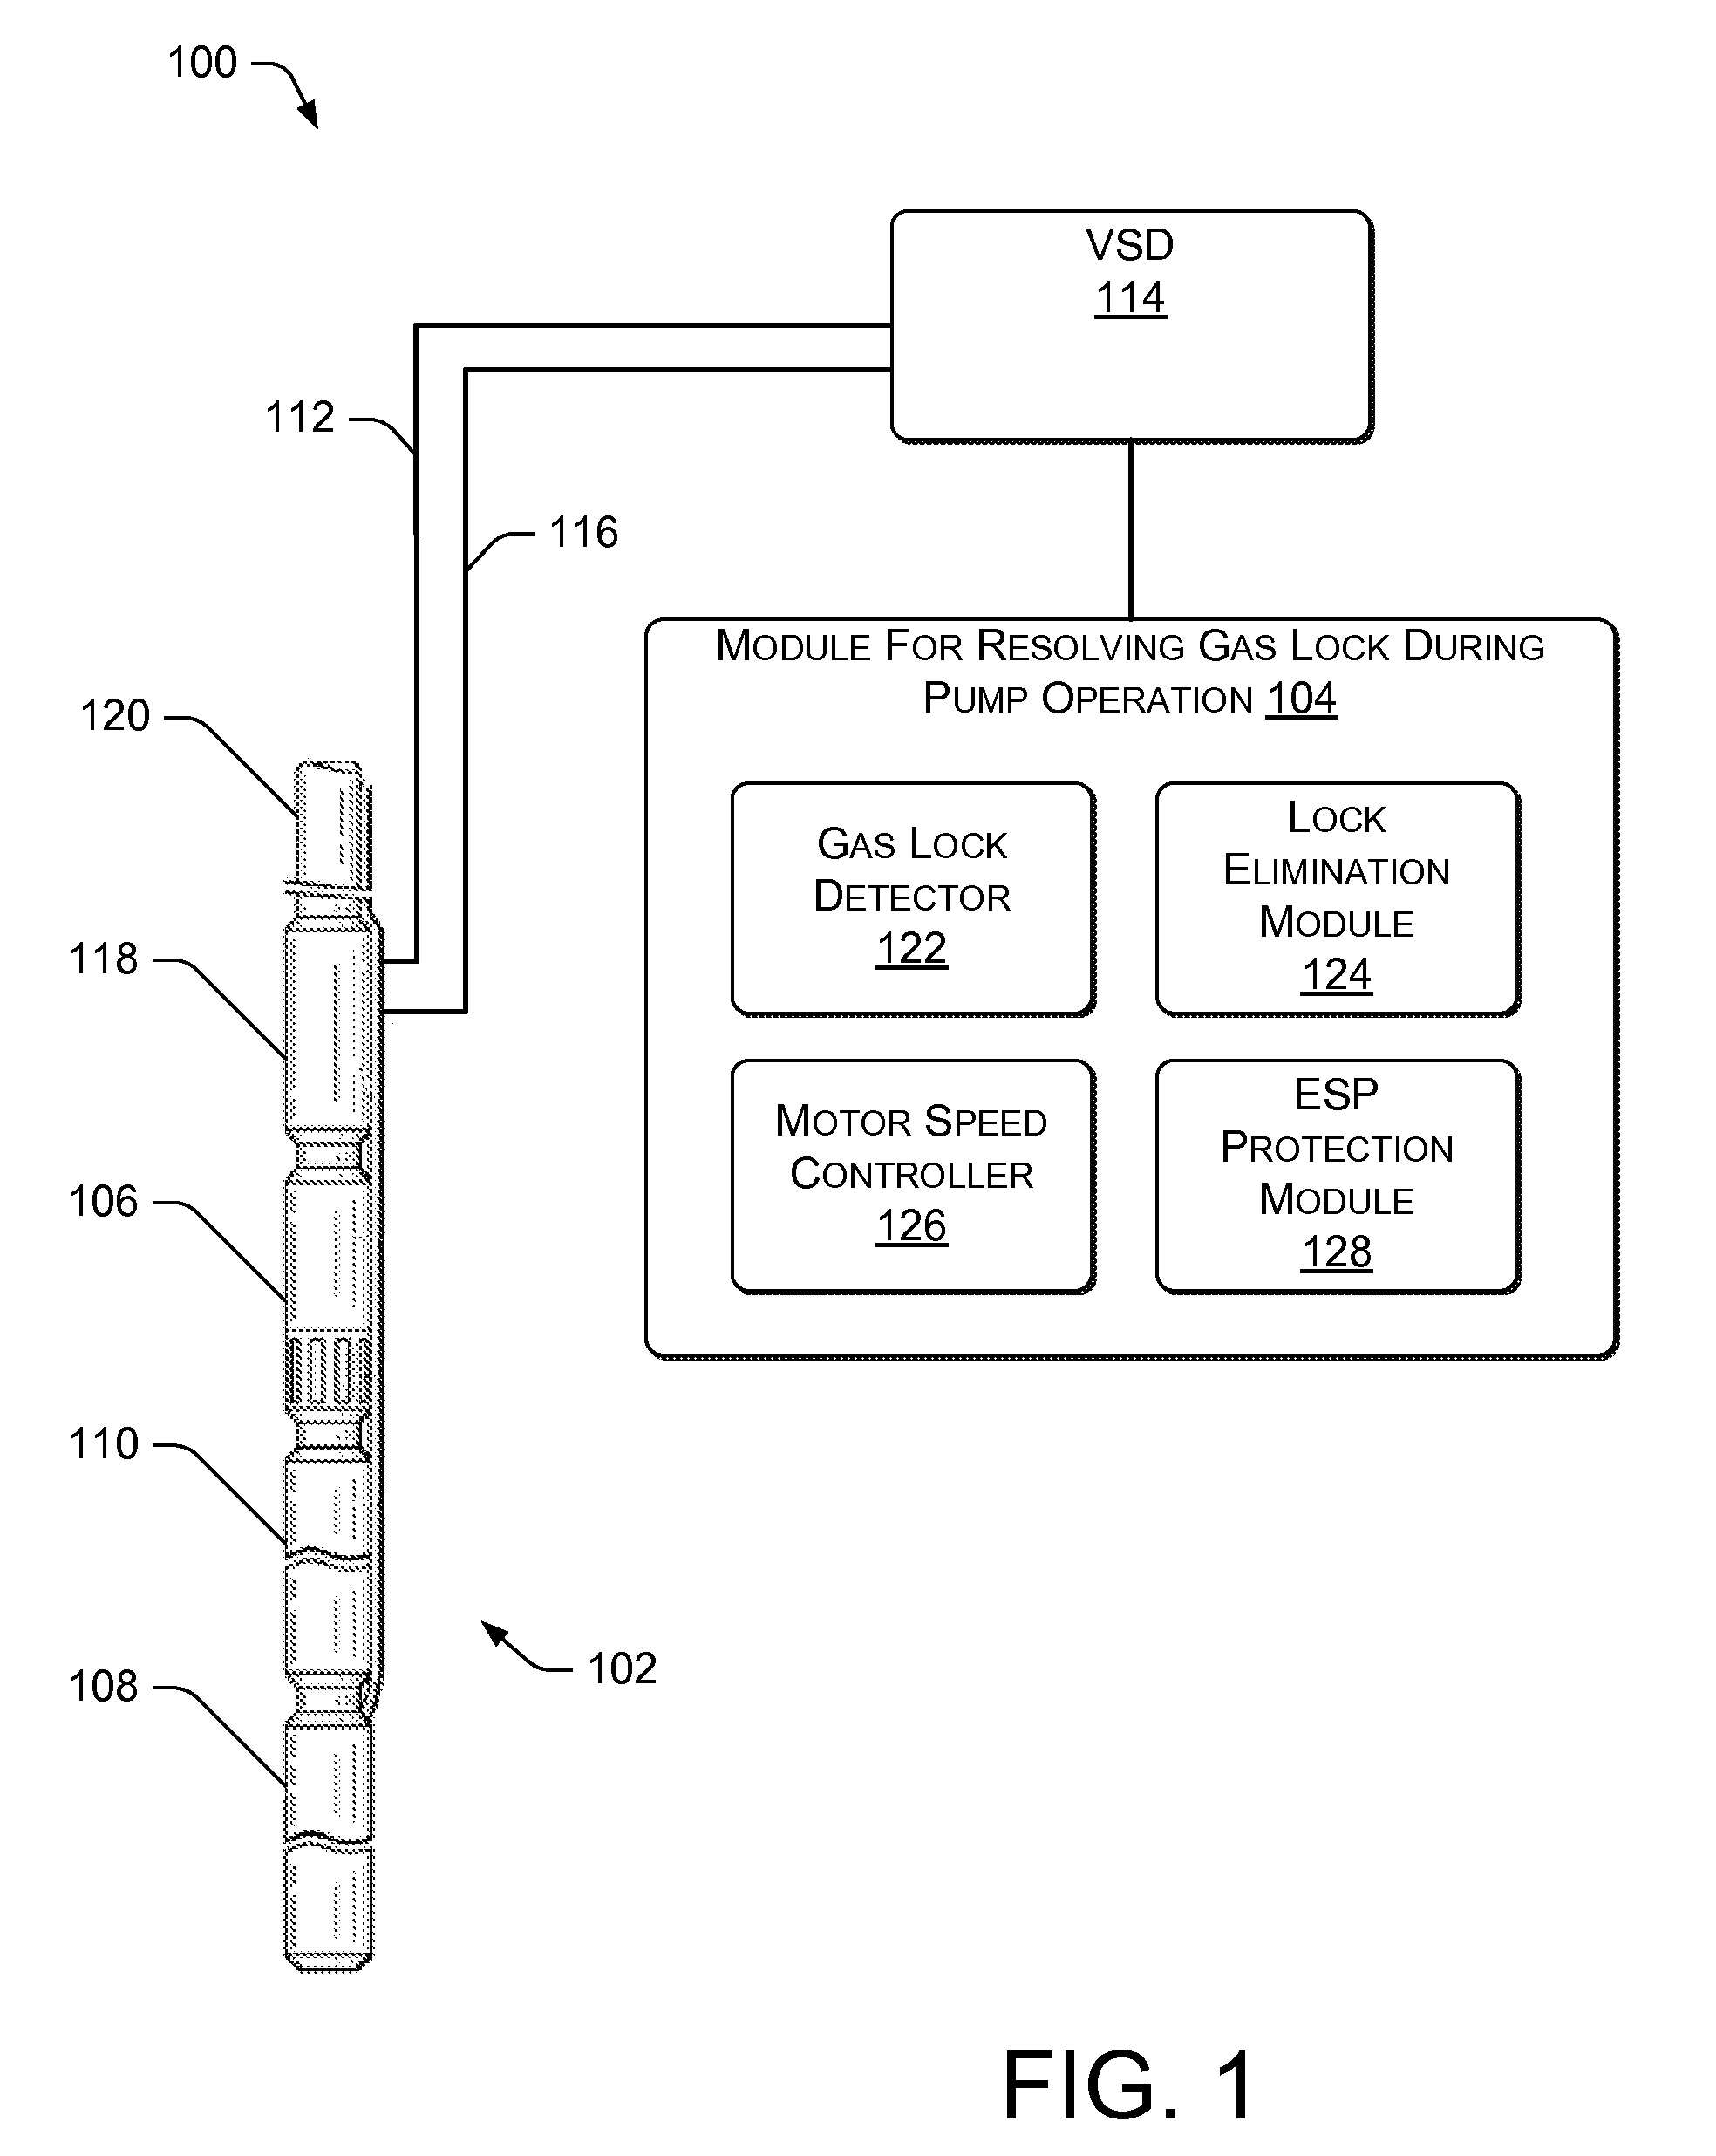 100
VSD
114
112
116
MODULE FOR RESOLVING GAS LOCK DURING
PUMP OPERATION 104
120
GAS LOCK
DETECTOR
122
LOCK
ELIMINATION
MODULE
124
118
MOTOR SPEED
CONTROLLER
126
ESP
PROTECTION
MODULE
128
106
110
102
108
FIG. 1